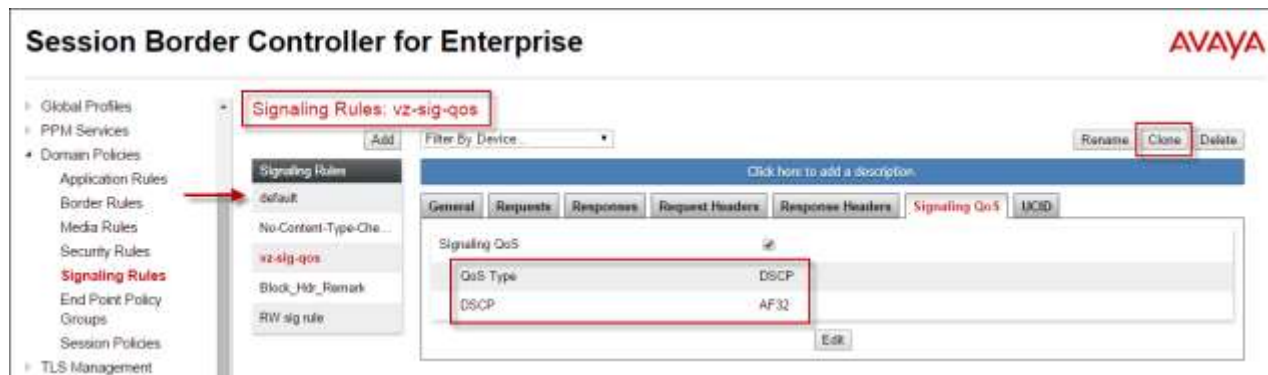 Session Border Controller for Enterprise
AVAYA
Global Profiles
PPM Services
Domain Policies
Application Rules
Border Rules
Media Rules
Security Rules
Signaling Rules
End Point Policy
Groups
Session Policies
TLS Management
Signaling Rules: vz-sig-qos
Add
Filter By Device...
Rename Clone Delete
Signaling Rules
default
No-Content-Type-Che...
vz-sig-qos
Block_Hdr_Remark
RW sig rule
Click here to add a description.
General Requests Responses Request Headers Response Headers Signaling QoS UCID
Signaling QoS
QoS Type DSCP
DSCP AF32
Edit